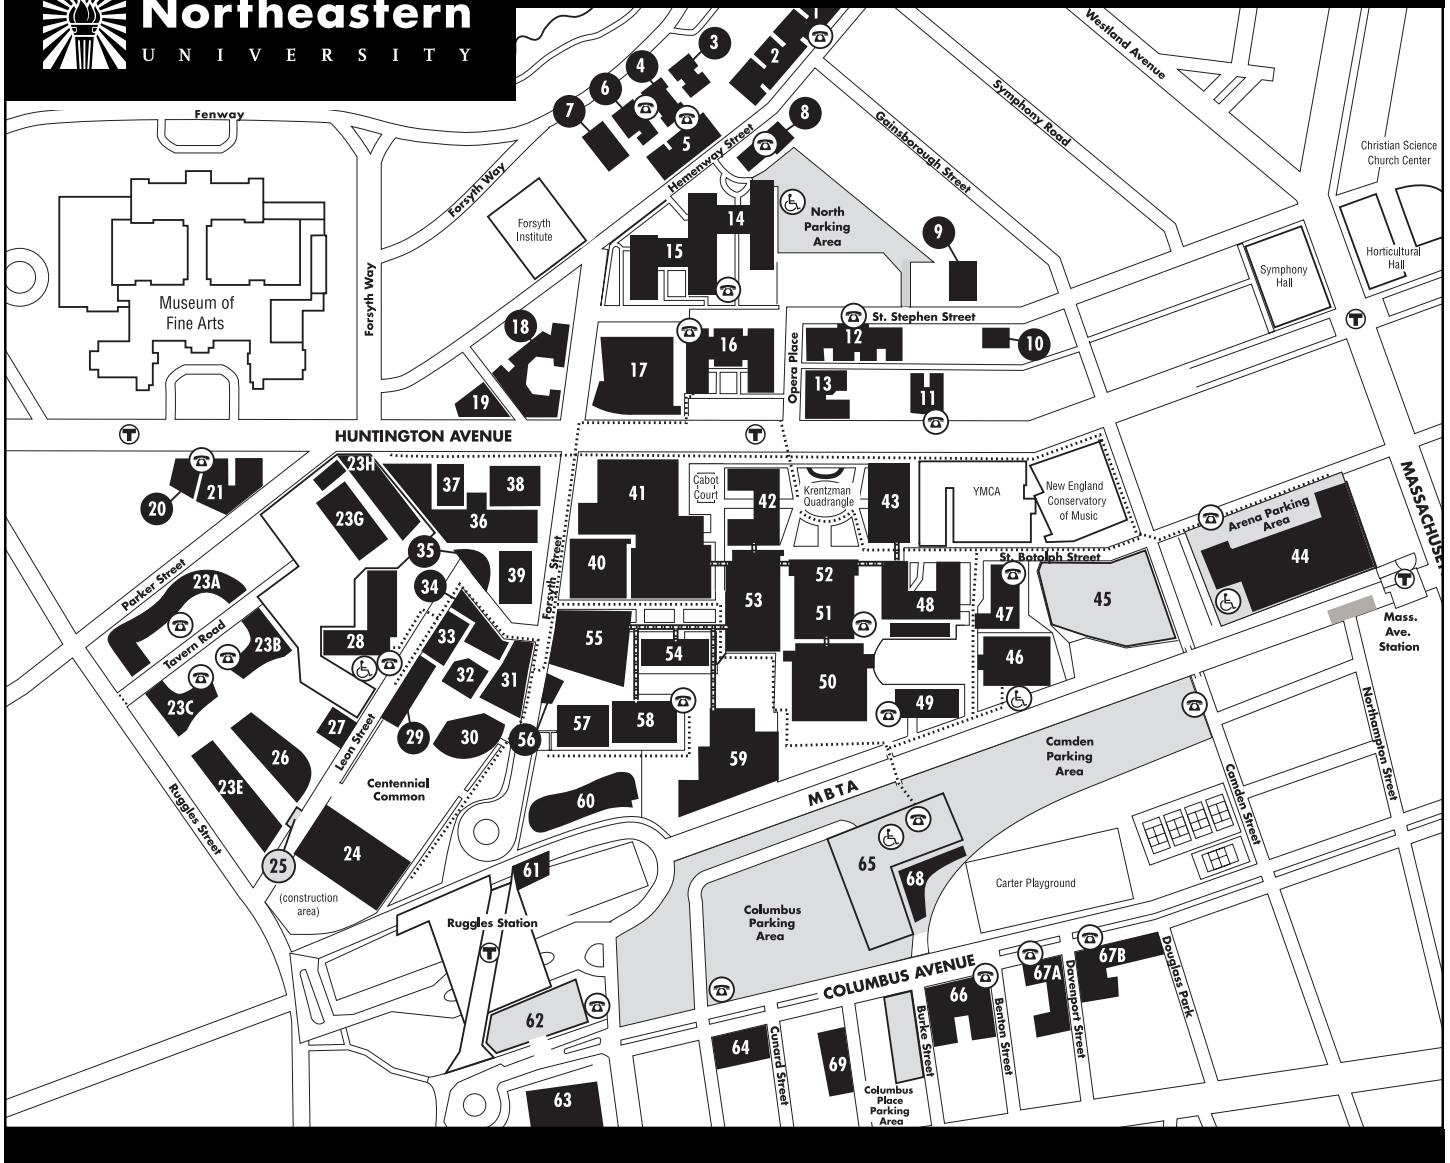 Northeastern
UNIVERSITY
Fenway
Westland Avenue
Symphony Road
Gainsborough Street
Christian Science
Church Center
3
2
4
6
7
5
8
Hemenway Street
Forsyth Way
Forsyth
Institute
14
15
North
Parking
Area
9
Horticultural
Hall
Symphony
Hall
Museum of
Fine Arts
Forsyth Way
18
16
17
19
St. Stephen Street
12
10
Opera Place
13
11
T
T
T
HUNTINGTON AVENUE
MASSACHUSET
20
21
23H
37
38
36
23G
35
34
39
41
40
Forsyth Street
Cabot
Court
42
Krentzman
Quadrangle
43
YMCA
New England
Conservatory
of Music
St. Botolph Street
Arena Parking
Area
44
T
Mass.
Ave.
Station
Parker Street
23A
Tavern Road
23B
23C
28
33
32
31
29
30
27
Leon Street
26
23E
Ruggles Street
Centennial
Common
24
25
(construction
area)
55
54
53
52
51
50
48
47
45
46
49
56
57
58
59
60
MBTA
Camden
Parking
Area
Northampton Street
Camden Street
61
Ruggles Station
T
62
63
65
68
Carter Playground
Columbus
Parking
Area
COLUMBUS AVENUE
67A
67B
66
Douglass Park
Davenport Street
Benton Street
Burke Street
64
Cunard Street
69
Columbus
Place
Parking
Area